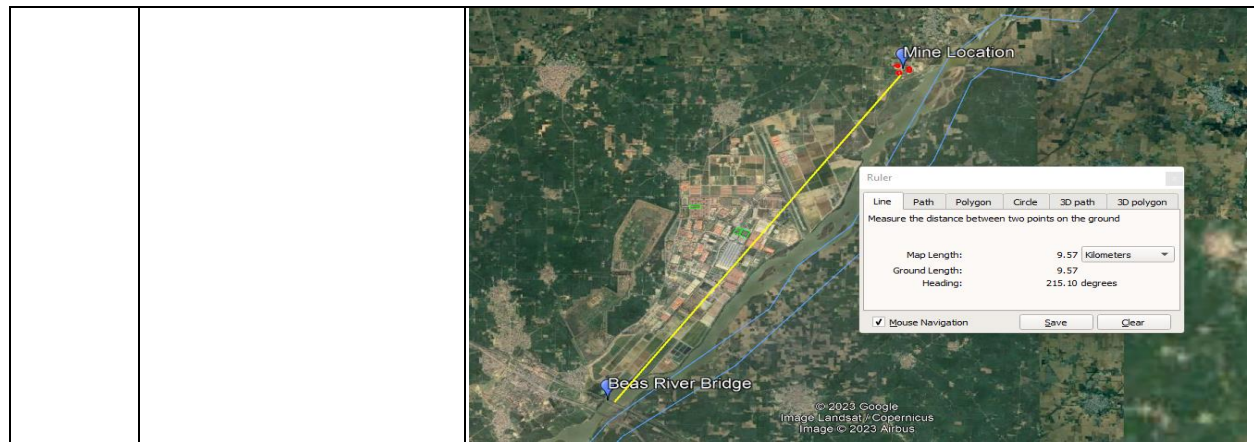 Mine Location
Ruler
Line Path Polygon Circle 3D path 3D polygon
Measure the distance between two points on the ground
Map Length: 9.57 Kilometers
Ground Length: 9.57
Heading: 215.10 degrees
Mouse Navigation Save Clear
Beas River Bridge
© 2023 Google
Image Landsat / Copernicus
Image © 2023 Airbus